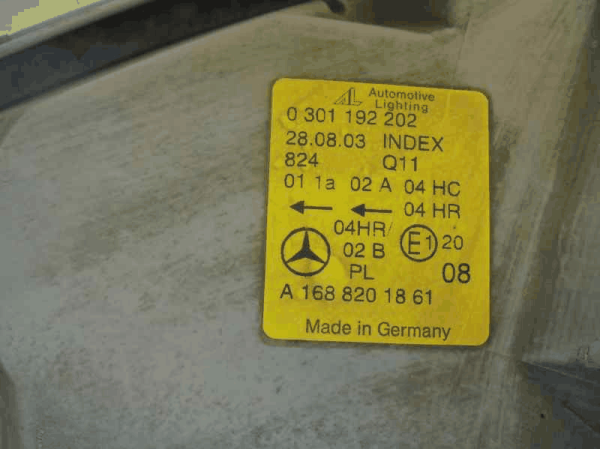 AL Automotive
Lighting
0 301 192 202
28.08.03 INDEX
824 Q11
01 1a 02 A 04 HC
04 HR
04HR/
02 B E1 20
PL 08
A 168 820 18 61
Made in Germany